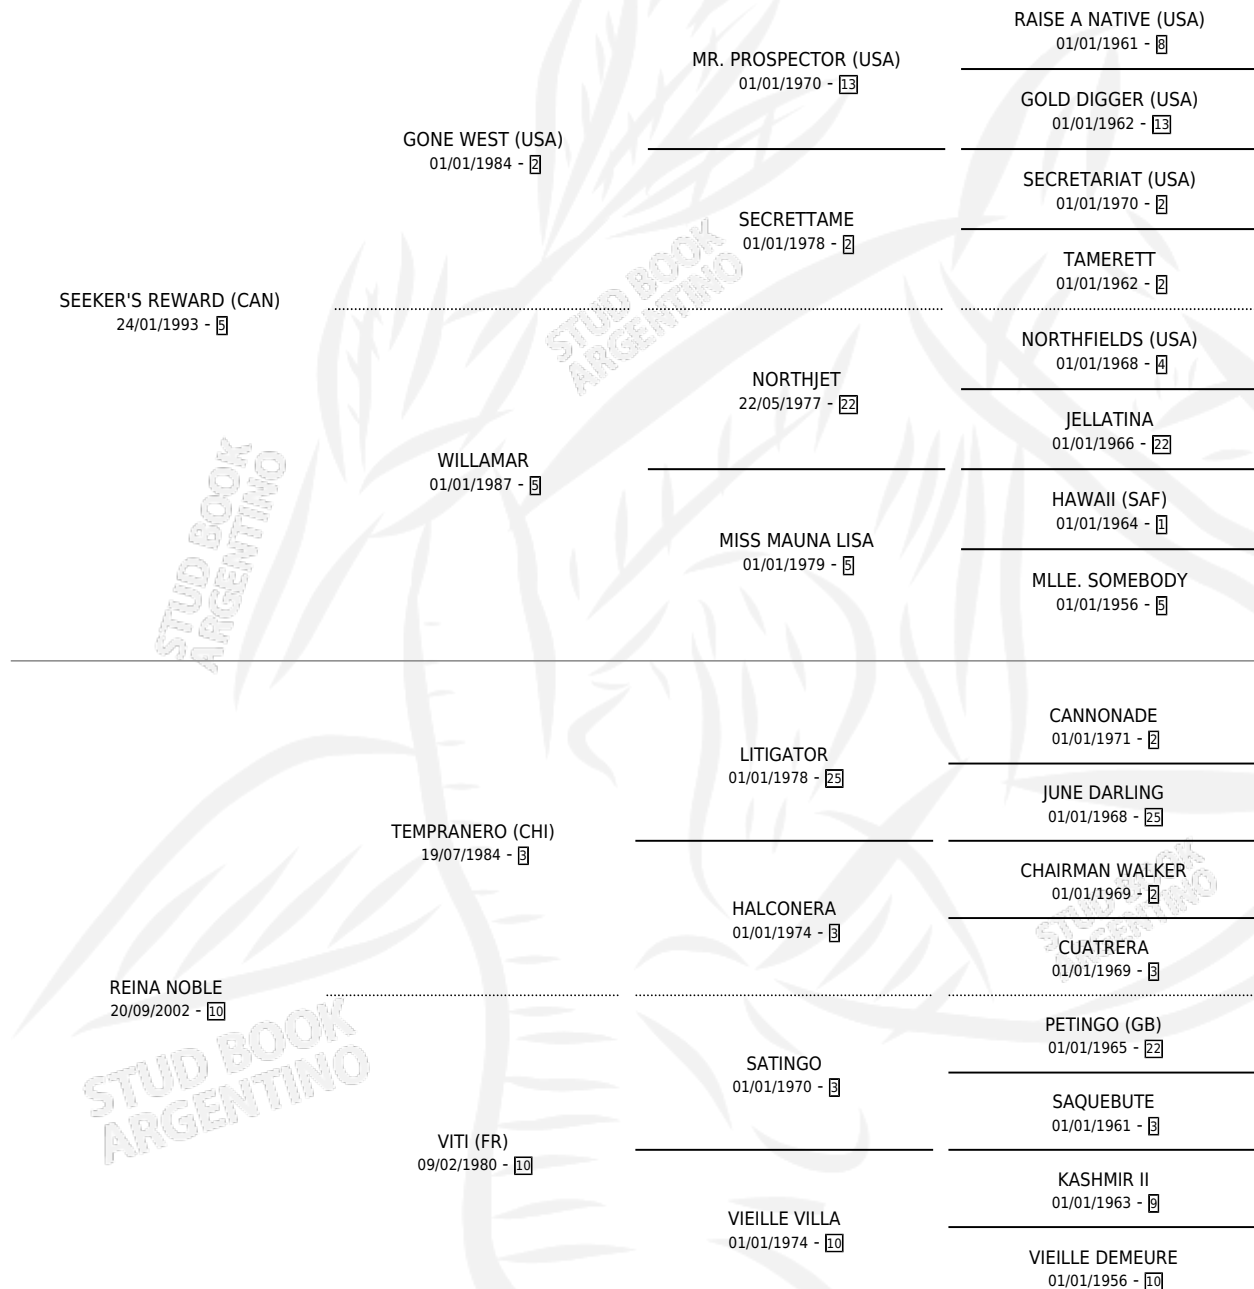 RAISE A NATIVE (USA)
01/01/1961 - 8
MR. PROSPECTOR (USA)
01/01/1970 - 13
GOLD DIGGER (USA)
01/01/1962 - 13
GONE WEST (USA)
01/01/1984 - 2
SECRETARIAT (USA)
01/01/1970 - 2
SECRETTAME
01/01/1978 - 2
TAMERETT
01/01/1962 - 2
SEEKER'S REWARD (CAN)
24/01/1993 - 5
NORTHFIELDS (USA)
01/01/1968 - 4
NORTHJET
22/05/1977 - 22
JELLATINA
01/01/1966 - 22
WILLAMAR
01/01/1987 - 5
HAWAII (SAF)
01/01/1964 - 1
MISS MAUNA LISA
01/01/1979 - 5
MLLE. SOMEBODY
01/01/1956 - 5
CANNONADE
01/01/1971 - 2
LITIGATOR
01/01/1978 - 25
JUNE DARLING
01/01/1968 - 25
TEMPRANERO (CHI)
19/07/1984 - 3
CHAIRMAN WALKER
01/01/1969 - 2
HALCONERA
01/01/1974 - 3
CUATRERA
01/01/1969 - 3
REINA NOBLE
20/09/2002 - 10
PETINGO (GB)
01/01/1965 - 22
SATINGO
01/01/1970 - 3
SAQUEBUTE
01/01/1961 - 3
VITI (FR)
09/02/1980 - 10
KASHMIR II
01/01/1963 - 9
VIEILLE VILLA
01/01/1974 - 10
VIEILLE DEMEURE
01/01/1956 - 10
STUD BOOK
ARGENTINO
STUD BOOK
ARGENTINO
STUD BOOK
ARGENTINO
STUD BOOK
ARGENTINO